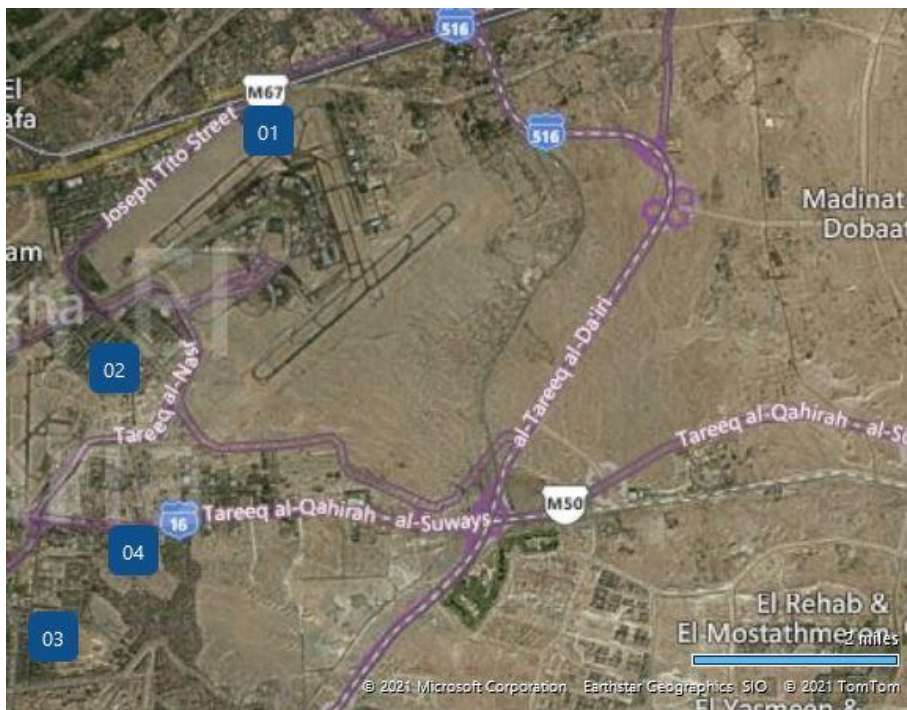 516
El
afa
M67
01
Joseph Tito Street
516
Madinat
Dobaat
am
zha
al-Tareeq al-Da'iri
02
Tareeq al-Nasr
Tareeq al-Qahirah - al-Su
M50
16
Tareeq al-Qahirah - al-Suways
04
03
El Rehab &
El Mostathmeron
2 miles
© 2021 Microsoft Corporation Earthstar Geographics SIO © 2021 TomTom
El Yasmeen &